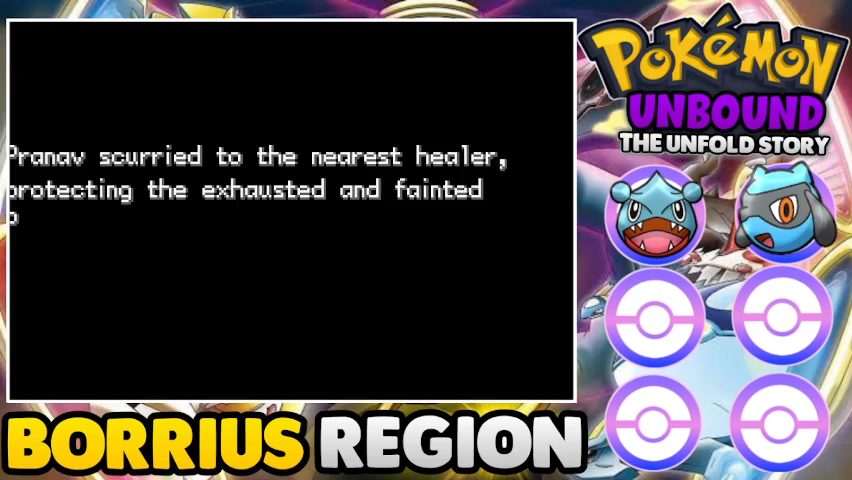 Pranav scurried to the nearest healer,
protecting the exhausted and fainted
POKéMON
UNBOUND
THE UNFOLD STORY
BORRIUS REGION